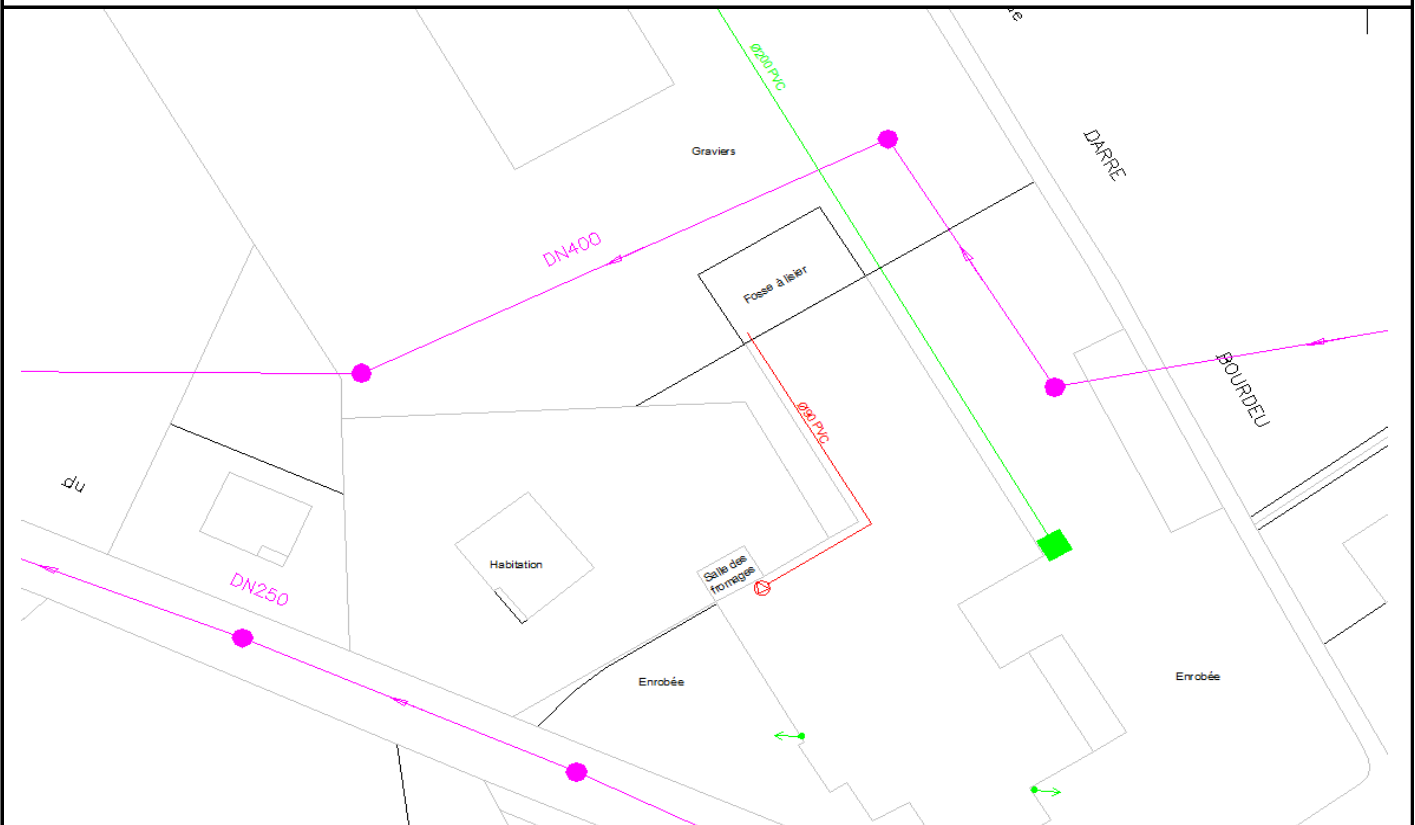 Ø200 PVC
Graviers
DARRE
DN400
Fosse à lisier
BOURDEU
Ø90 PVC
du
Habitation
Salle des
fromages
DN250
Enrobée
Enrobée